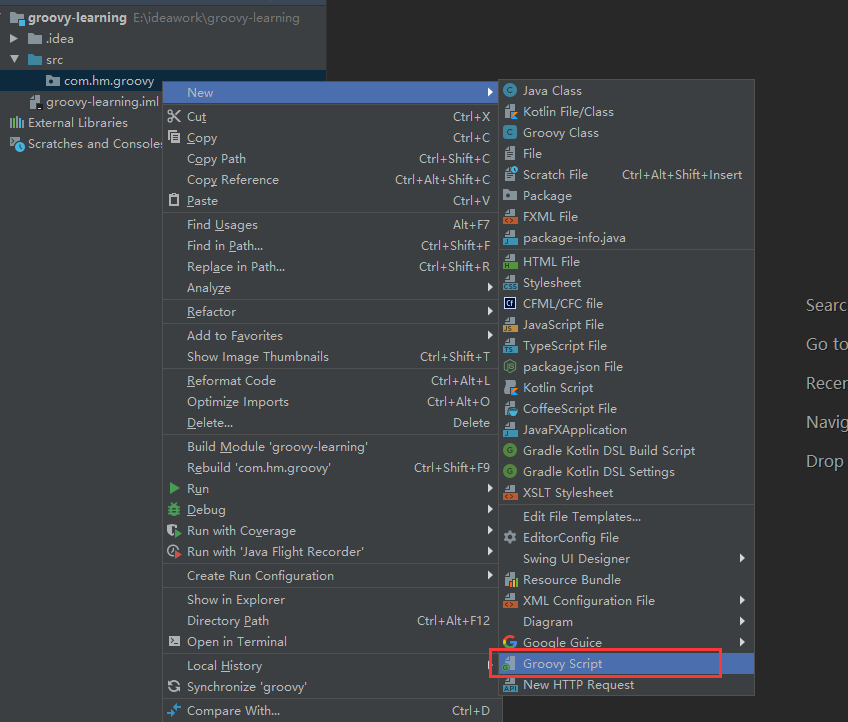 groovy-learning E:\ideawork\groovy-learning
.idea
src
com.hm.groovy
groovy-learning.iml
External Libraries
Scratches and Consoles
New
Cut Ctrl+X
Copy Ctrl+C
Copy Path Ctrl+Shift+C
Copy Reference Ctrl+Alt+Shift+C
Paste Ctrl+V
Find Usages Alt+F7
Find in Path... Ctrl+Shift+F
Replace in Path... Ctrl+Shift+R
Analyze
Refactor
Add to Favorites
Show Image Thumbnails Ctrl+Shift+T
Reformat Code Ctrl+Alt+L
Optimize Imports Ctrl+Alt+O
Delete... Delete
Build Module 'groovy-learning'
Rebuild 'com.hm.groovy' Ctrl+Shift+F9
Run
Debug
Run with Coverage
Run with 'Java Flight Recorder'
Create Run Configuration
Show in Explorer
Directory Path Ctrl+Alt+F12
Open in Terminal
Local History
Synchronize 'groovy'
Compare With... Ctrl+D
Java Class
Kotlin File/Class
Groovy Class
File
Scratch File Ctrl+Alt+Shift+Insert
Package
FXML File
package-info.java
HTML File
Stylesheet
CFML/CFC file
JavaScript File
TypeScript File
package.json File
Kotlin Script
CoffeeScript File
JavaFXApplication
Gradle Kotlin DSL Build Script
Gradle Kotlin DSL Settings
XSLT Stylesheet
Edit File Templates...
EditorConfig File
Swing UI Designer
Resource Bundle
XML Configuration File
Diagram
Google Guice
Groovy Script
New HTTP Request
Searc
Go to
Recer
Navig
Drop